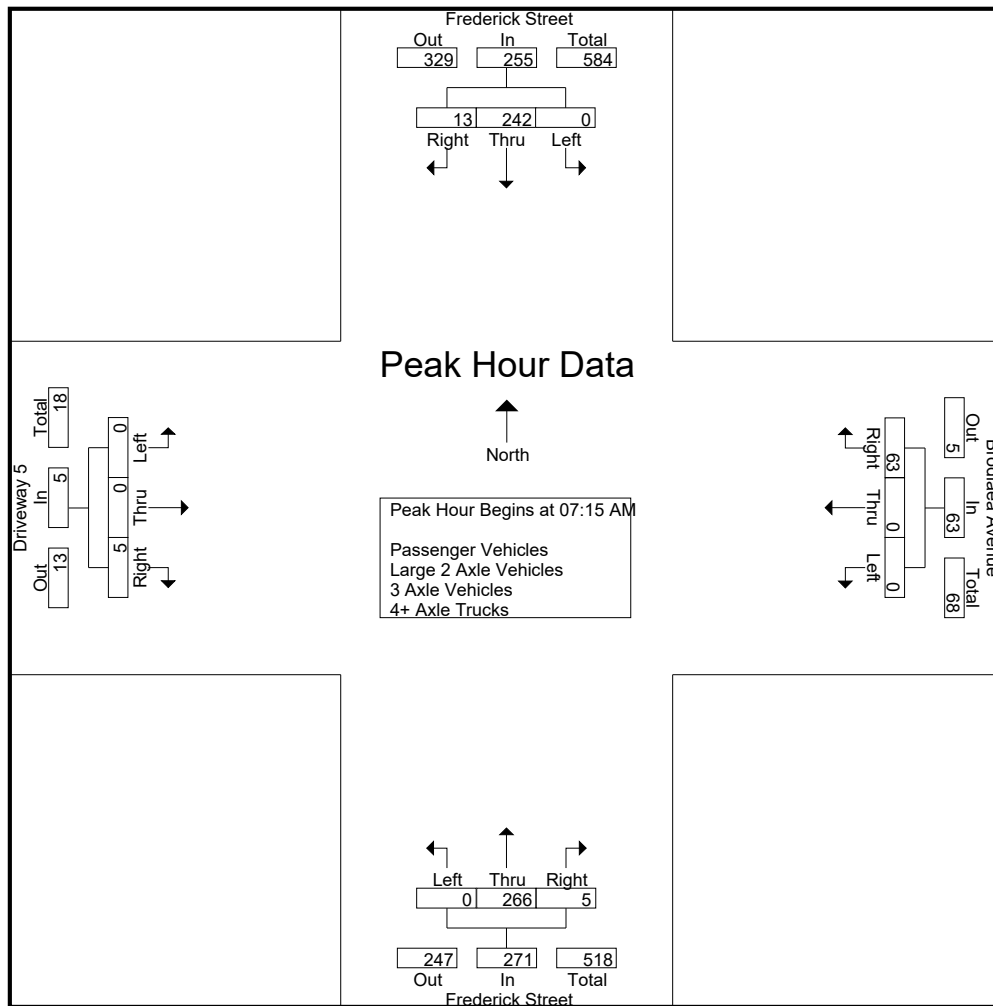 Frederick Street
Out In Total
329 255 584
13 242 0
Right Thru Left
Peak Hour Data
North
Peak Hour Begins at 07:15 AM
Passenger Vehicles
Large 2 Axle Vehicles
3 Axle Vehicles
4+ Axle Trucks
Driveway 5
Out In Total
13 5 18
5 0 0
Right Thru Left
Brodiaea Avenue
Out In Total
5 63 68
63 0 0
Right Thru Left
Left Thru Right
0 266 5
247 271 518
Out In Total
Frederick Street